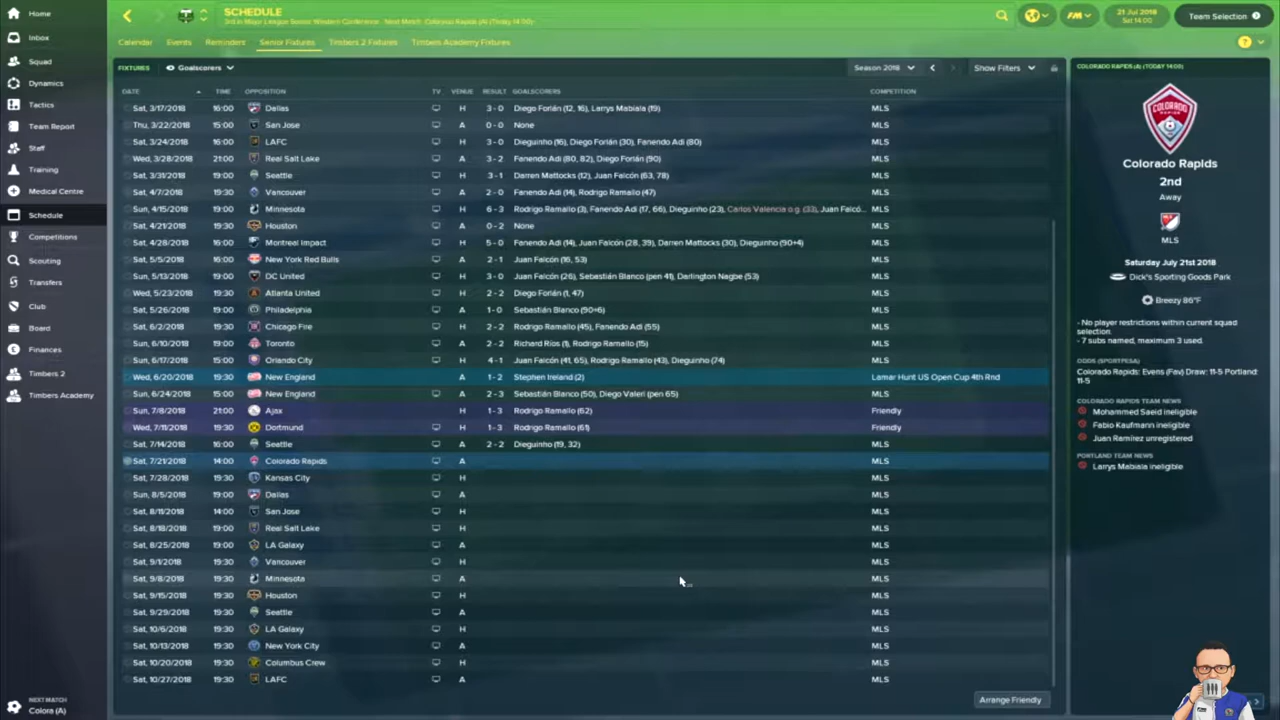 Home
Inbox
Squad
Dynamics
Tactics
Team Report
Staff
Training
Medical Centre
Schedule
Competitions
Scouting
Transfers
Club
Board
Finances
Timbers 2
Timbers Academy
NEXT MATCH
Colora (A)
SCHEDULE
3rd in Major League Soccer Western Conference Next Match: Colorado Rapids (A) (Today 14:00)
FM
21 Jul 2018
Sat 14:00
Team Selection
Calendar Events Reminders Senior Fixtures Timbers 2 Fixtures Timbers Academy Fixtures
FIXTURES Goalscorers Season 2018 Show Filters
DATE TIME OPPOSITION TV VENUE RESULT GOALSCORERS COMPETITION
Sat, 3/17/2018 16:00 Dallas H 3-0 Diego Forlán (12, 16), Larrys Mabiala (19) MLS
Thu, 3/22/2018 15:00 San Jose A 0-0 None MLS
Sat, 3/24/2018 16:00 LAFC H 3-0 Dieguinho (16), Diego Forlán (30), Fanendo Adi (80) MLS
Wed, 3/28/2018 21:00 Real Salt Lake A 3-2 Fanendo Adi (80, 82), Diego Forlán (90) MLS
Sat, 3/31/2018 19:00 Seattle H 3-1 Darren Mattocks (12), Juan Falcón (63, 78) MLS
Sat, 4/7/2018 19:30 Vancouver A 2-0 Fanendo Adi (14), Rodrigo Ramallo (47) MLS
Sun, 4/15/2018 19:30 Minnesota H 6-3 Rodrigo Ramallo (3), Fanendo Adi (17, 66), Dieguinho (23), Carlos Valencia o.g (33), Juan Falcó... MLS
Sat, 4/21/2018 19:30 Houston A 0-2 None MLS
Sat, 4/28/2018 16:00 Montreal Impact H 5-0 Fanendo Adi (14), Juan Falcón (28, 39), Darren Mattocks (30), Dieguinho (90+4) MLS
Sat, 5/5/2018 16:00 New York Red Bulls A 2-1 Juan Falcón (16, 53) MLS
Sun, 5/13/2018 19:30 DC United H 3-0 Juan Falcón (26), Sebastián Blanco (pen 41), Darlington Nagbe (53) MLS
Wed, 5/23/2018 19:30 Atlanta United H 2-2 Diego Forlán (1, 47) MLS
Sat, 5/26/2018 19:00 Philadelphia A 1-0 Sebastián Blanco (90+6) MLS
Sat, 6/2/2018 19:30 Chicago Fire H 2-2 Rodrigo Ramallo (45), Fanendo Adi (55) MLS
Sun, 6/10/2018 19:00 Toronto A 2-2 Richard Ríos (1), Rodrigo Ramallo (15) MLS
Sun, 6/17/2018 15:00 Orlando City H 4-1 Juan Falcón (41, 65), Rodrigo Ramallo (43), Dieguinho (74) MLS
Wed, 6/20/2018 19:30 New England A 1-2 Stephen Ireland (2) Lamar Hunt US Open Cup 4th Rnd
Sun, 6/24/2018 15:00 New England A 2-3 Sebastián Blanco (50), Diego Valeri (pen 65) MLS
Sun, 7/8/2018 21:00 Ajax H 1-3 Rodrigo Ramallo (62) Friendly
Wed, 7/11/2018 19:30 Dortmund H 1-3 Rodrigo Ramallo (61) Friendly
Sat, 7/14/2018 16:00 Seattle A 2-2 Dieguinho (19, 32) MLS
Sat, 7/21/2018 14:00 Colorado Rapids A MLS
Sat, 7/28/2018 19:30 Kansas City H MLS
Sun, 8/5/2018 19:00 Dallas A MLS
Sat, 8/11/2018 14:00 San Jose H MLS
Sat, 8/18/2018 19:00 Real Salt Lake H MLS
Sat, 8/25/2018 19:00 LA Galaxy A MLS
Sat, 9/1/2018 19:30 Vancouver H MLS
Sat, 9/8/2018 19:30 Minnesota A MLS
Sat, 9/15/2018 19:30 Houston H MLS
Sat, 9/29/2018 19:30 Seattle A MLS
Sat, 10/6/2018 19:30 LA Galaxy H MLS
Sat, 10/13/2018 19:30 New York City A MLS
Sat, 10/20/2018 19:30 Columbus Crew H MLS
Sat, 10/27/2018 19:30 LAFC A MLS
Arrange Friendly
COLORADO RAPIDS (A) (TODAY 14:00)
COLORADO
RAPIDS
Colorado Rapids
2nd
Away
MLS
MLS
Saturday July 21st 2018
Dick's Sporting Goods Park
Breezy 86°F
- No player restrictions within current squad
selection.
- 7 subs named, maximum 3 used.
ODDS (SPORTPESA)
Colorado Rapids: Evens (Fav) Draw: 11-5 Portland:
11-5
COLORADO RAPIDS TEAM NEWS
Mohammed Saeid ineligible
Fabio Kaufmann ineligible
Juan Ramírez unregistered
PORTLAND TEAM NEWS
Larrys Mabiala ineligible